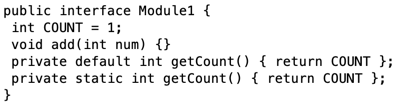 public interface Module1 {
 int COUNT = 1;
 void add(int num) {}
 private default int getCount() { return COUNT };
 private static int getCount() { return COUNT };
}